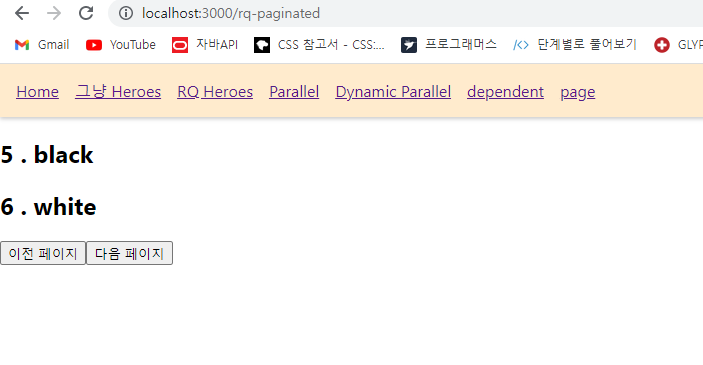 localhost:3000/rq-paginated
Gmail YouTube 자바API CSS 참고서 - CSS:... 프로그래머스 단계별로 풀어보기 GLYP
Home 그냥 Heroes RQ Heroes Parallel Dynamic Parallel dependent page
5 . black
6 . white
이전 페이지 다음 페이지